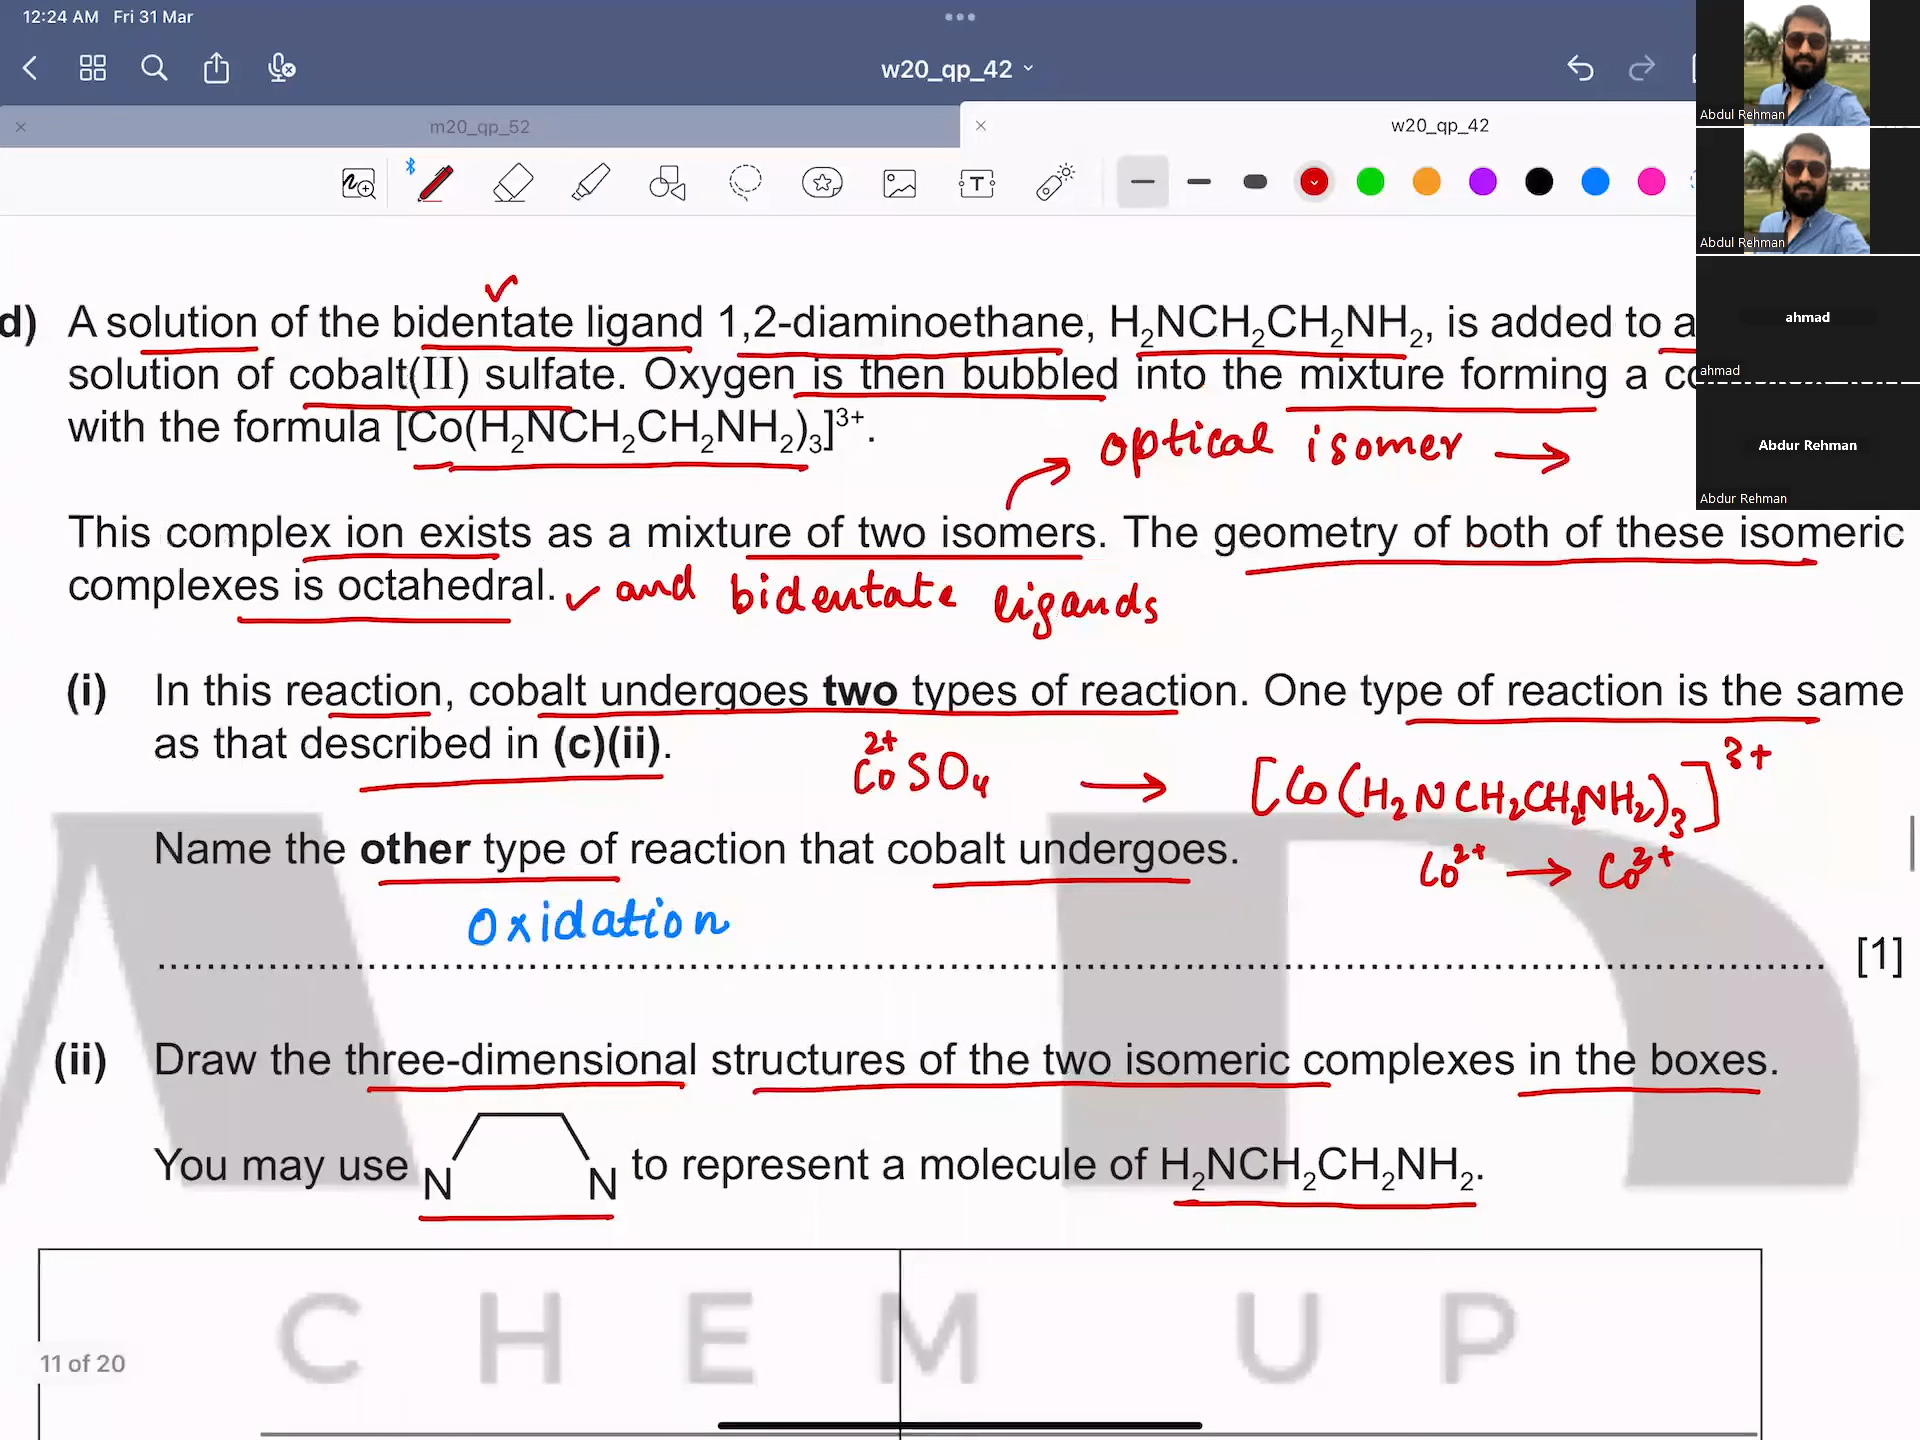 12:24 AM Fri 31 Mar
w20_qp_42
m20_qp_52
w20_qp_42
T
Abdul Rehman
Abdul Rehman
ahmad
ahmad
Abdur Rehman
Abdur Rehman
d) A solution of the bidentate ligand 1,2-diaminoethane, H₂NCH₂CH₂NH₂, is added to a
solution of cobalt(II) sulfate. Oxygen is then bubbled into the mixture forming a co
with the formula [Co(H₂NCH₂CH₂NH₂)₃]³⁺.
optical isomer →
This complex ion exists as a mixture of two isomers. The geometry of both of these isomeric
complexes is octahedral. ✓ and bidentate ligands
(i) In this reaction, cobalt undergoes two types of reaction. One type of reaction is the same
as that described in (c)(ii).
2+
CoSO₄ → [Co(H₂NCH₂CH₂NH₂)₃]³⁺
Name the other type of reaction that cobalt undergoes.
Co²⁺ → Co³⁺
Oxidation
[1]
(ii) Draw the three-dimensional structures of the two isomeric complexes in the boxes.
You may use N N to represent a molecule of H₂NCH₂CH₂NH₂.
CHEM UP
11 of 20